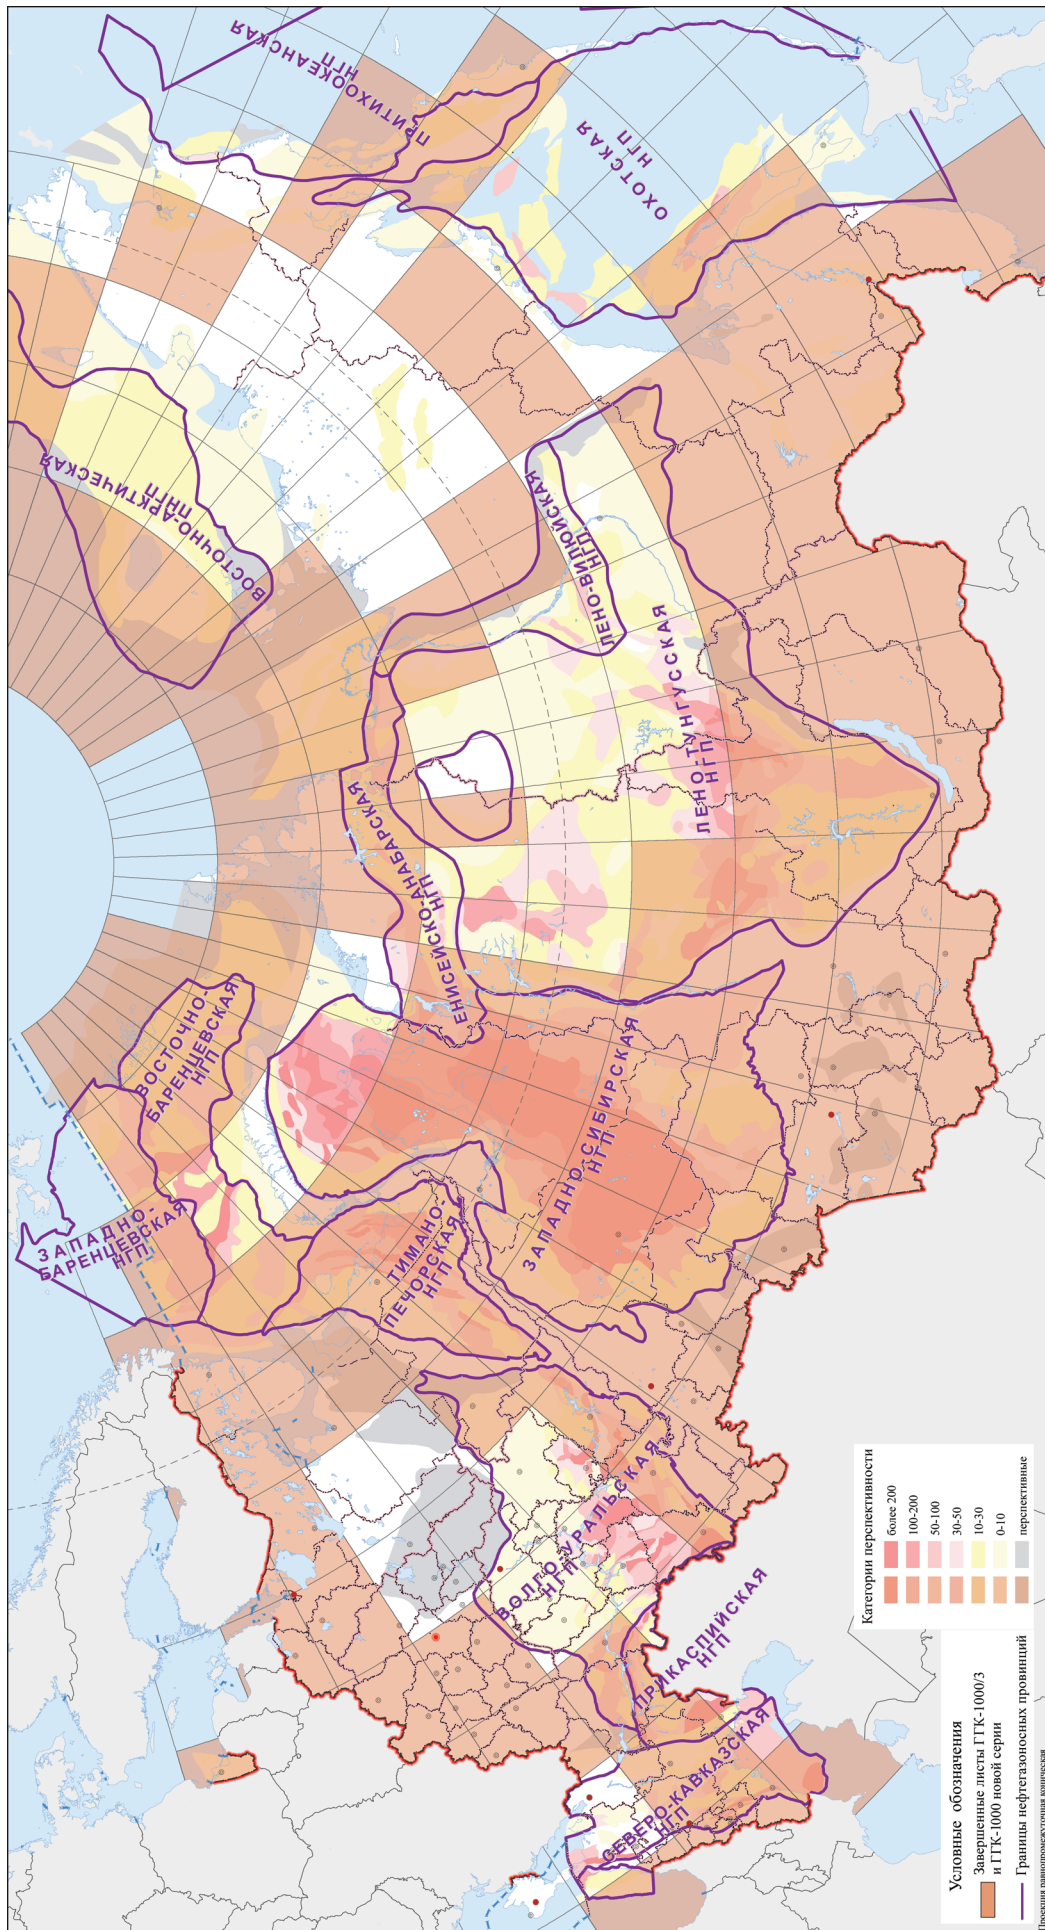 ЗАПАДНО-
БАРЕНЦЕВСКАЯ
НГП
ВОСТОЧНО-
БАРЕНЦЕВСКАЯ
НГП
ВОСТОЧНО-АРКТИЧЕСКАЯ
ПНГП
ПРИТИХООКЕАНСКАЯ
НГП
ТИМАНО-
ПЕЧОРСКАЯ
НГП
ЕНИСЕЙСКО-АНАБАРСКАЯ
НГП
ЛЕНО-ВИЛЮЙСКАЯ
НГП
ОХОТСКАЯ
НГП
ВОЛГО-УРАЛЬСКАЯ
НГП
ЗАПАДНО-СИБИРСКАЯ
НГП
ЛЕНО-ТУНГУССКАЯ
НГП
СЕВЕРО-КАВКАЗСКАЯ
НГП
ПРИКАСПИЙСКАЯ
НГП
Условные обозначения
Завершенные листы ГГК-1000/3
и ГГК-1000 новой серии
Границы нефтегазоносных провинций
Проекция равнопромежуточная коническая
Категории перспективности
более 200
100-200
50-100
30-50
10-30
0-10
перспективные